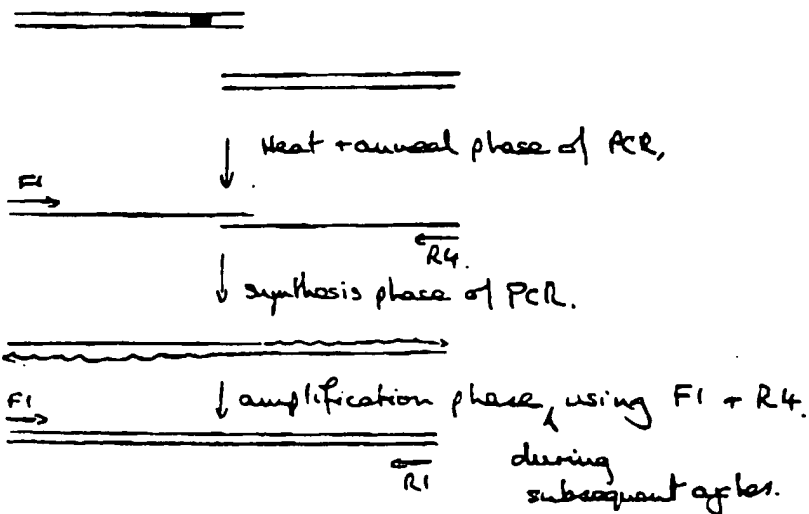 Heat + anneal phase of PCR,
F1
R4.
synthesis phase of PCR.
F1
amplification phase, using F1 + R4.
during
R1
subsequent cycles.